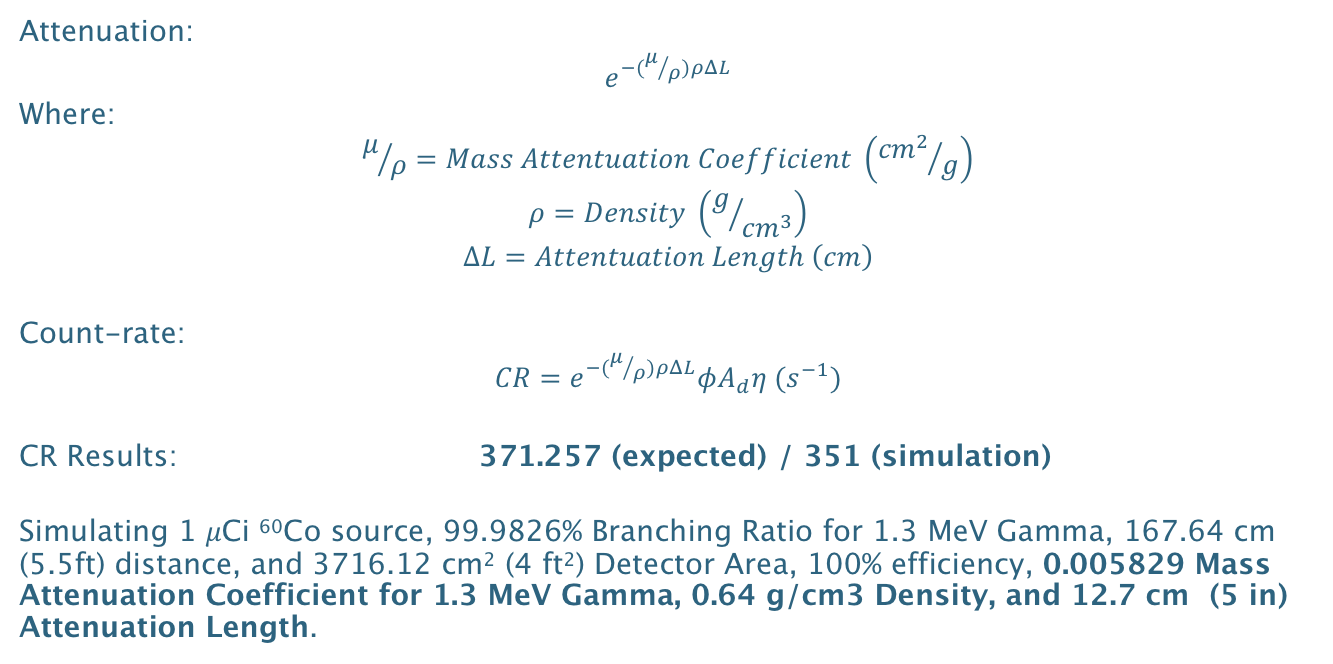 Attenuation:
e^{-(μ/ρ)ρΔL}
Where:
μ/ρ = Mass Attentuation Coefficient (cm²/g)
ρ = Density (g/cm³)
ΔL = Attentuation Length (cm)
Count-rate:
CR = e^{-(μ/ρ)ρΔL}ϕA_dη (s⁻¹)
CR Results: 371.257 (expected) / 351 (simulation)
Simulating 1 μCi ⁶⁰Co source, 99.9826% Branching Ratio for 1.3 MeV Gamma, 167.64 cm
(5.5ft) distance, and 3716.12 cm² (4 ft²) Detector Area, 100% efficiency, 0.005829 Mass
Attenuation Coefficient for 1.3 MeV Gamma, 0.64 g/cm3 Density, and 12.7 cm (5 in)
Attenuation Length.